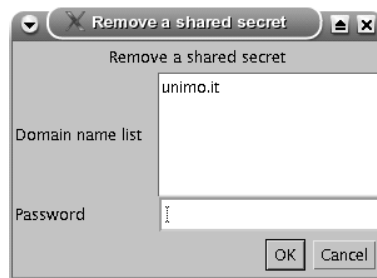 Remove a shared secret
Remove a shared secret
unimo.it
Domain name list
Password
OK Cancel